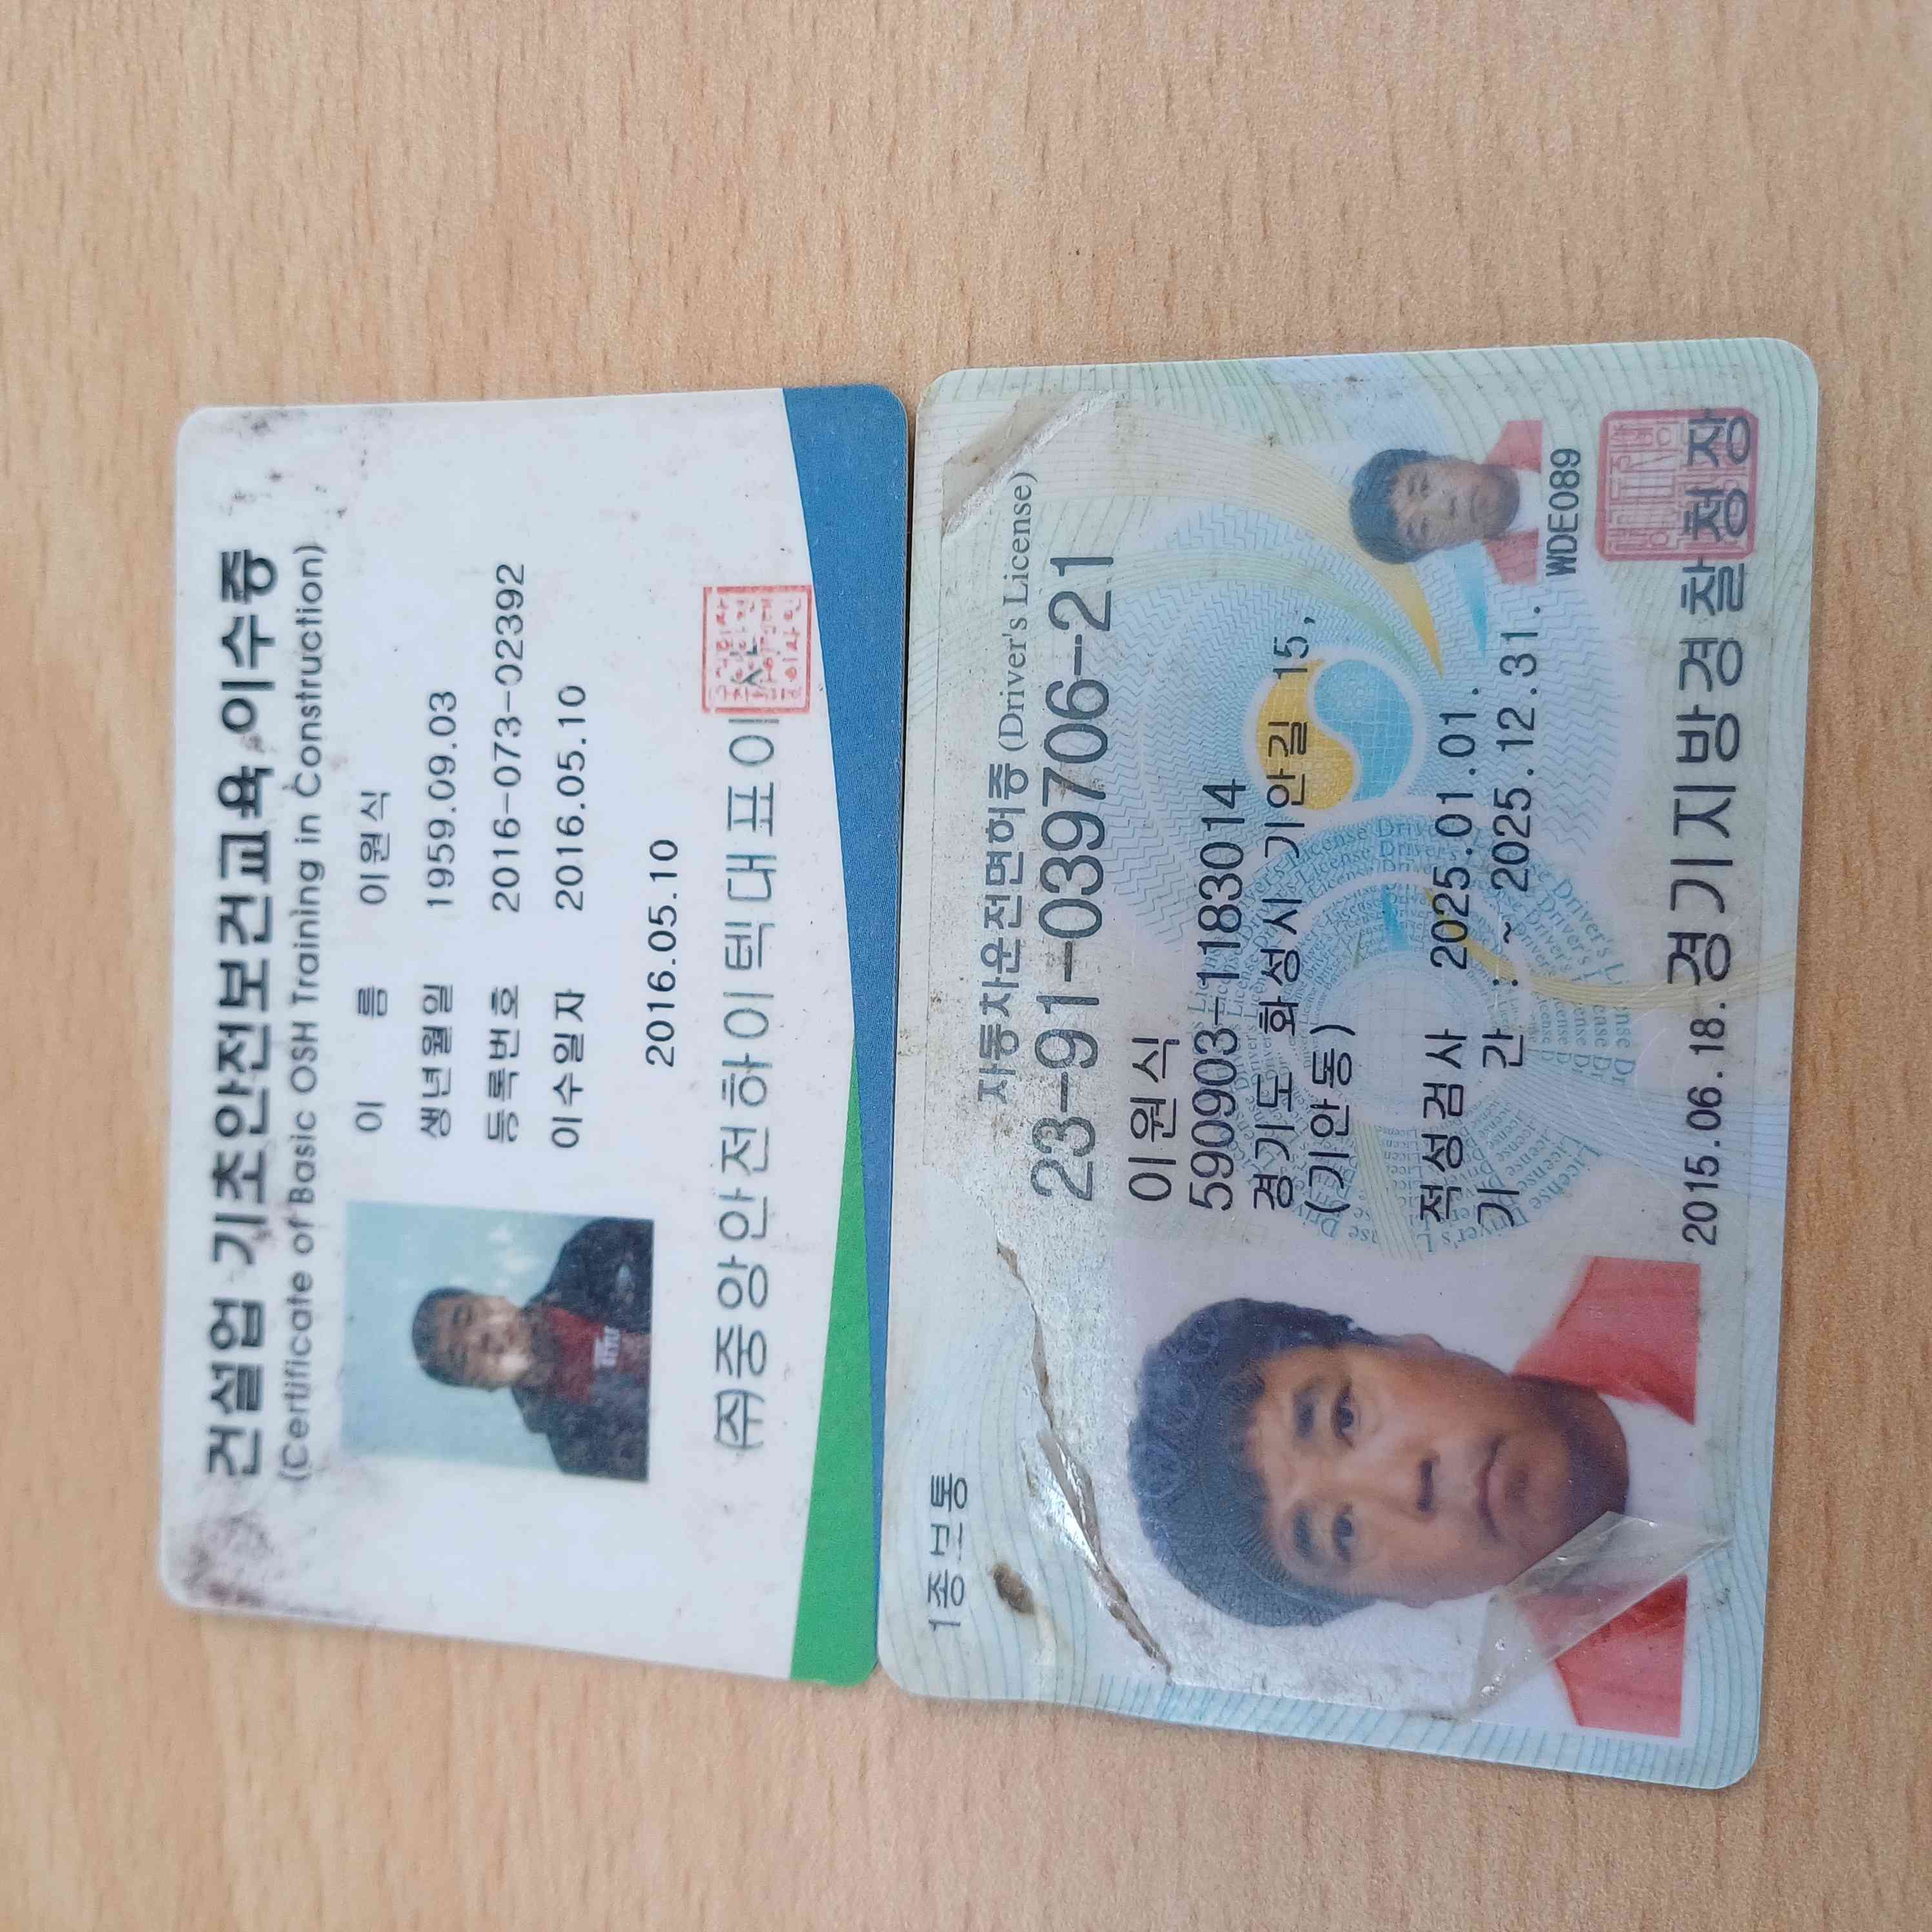 건설업 기초안전보건교육 이수증
(Certificate of Basic OSH Training in Construction)
이 름 이원식
생년월일 1959.09.03
등록번호 2016-073-02392
이수일자 2016.05.10
2016.05.10
(주)중앙안전하이텍대표이사
1종보통
자동차운전면허증 (Driver's License)
23-91-039706-21
이원식
590903-1183014
경기도 화성시 기안길 15,
(기안동)
적성검사 2025.01.01.
기 간 : ~ 2025.12.31.
WDE089
2015.06.18. 경기지방경찰청장